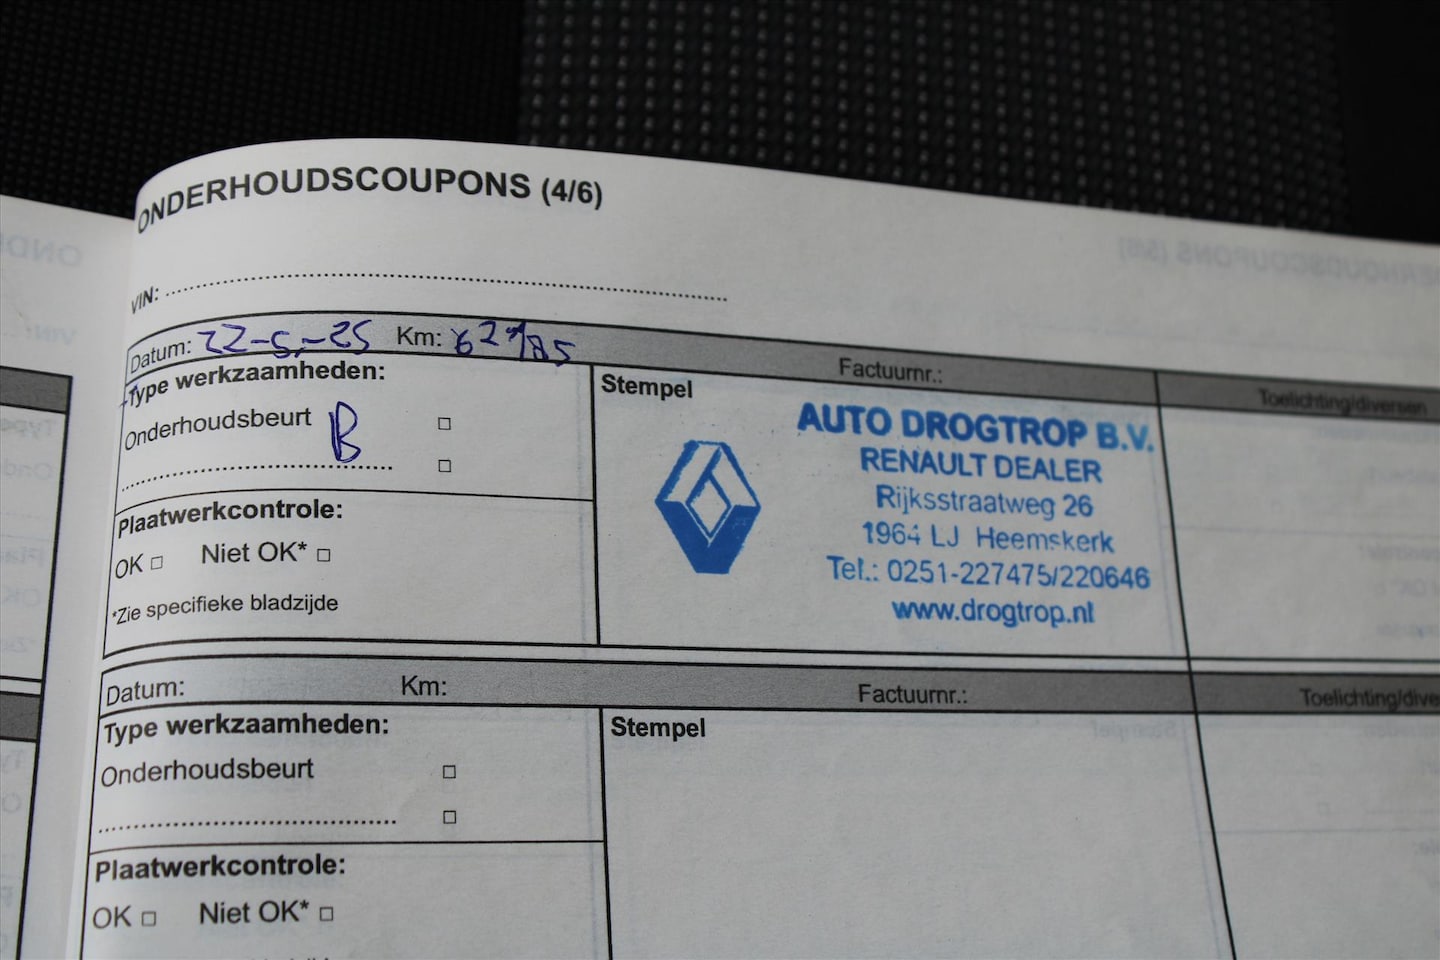 ONDERHOUDSCOUPONS (4/6)
VIN:
Datum: 22-5-25 Km: Factuurnr.: Toelichting/diversen
Type werkzaamheden:
Onderhoudsbeurt B
Plaatwerkcontrole:
OK Niet OK*
*Zie specifieke bladzijde
Stempel
AUTO DROGTROP B.V.
RENAULT DEALER
Rijksstraatweg 26
1964 LJ Heemskerk
Tel.: 0251-227475/220646
www.drogtrop.nl
Datum: Km: Factuurnr.:
Type werkzaamheden:
Onderhoudsbeurt
Plaatwerkcontrole:
OK Niet OK*
Stempel